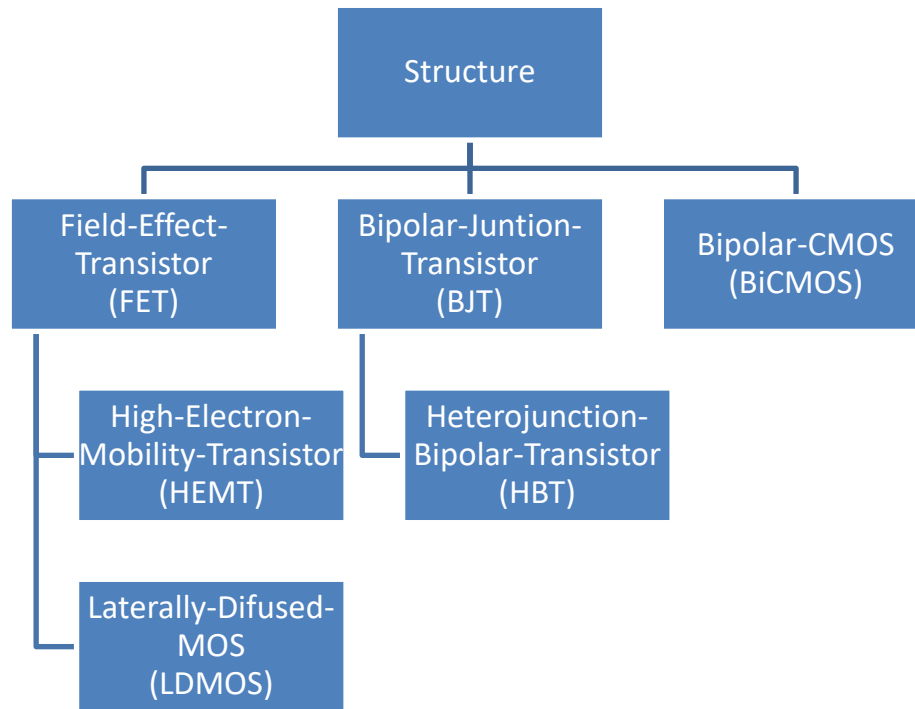 Structure
Field-Effect-
Transistor
(FET)
Bipolar-Juntion-
Transistor
(BJT)
Bipolar-CMOS
(BiCMOS)
High-Electron-
Mobility-Transistor
(HEMT)
Heterojunction-
Bipolar-Transistor
(HBT)
Laterally-Difused-
MOS
(LDMOS)